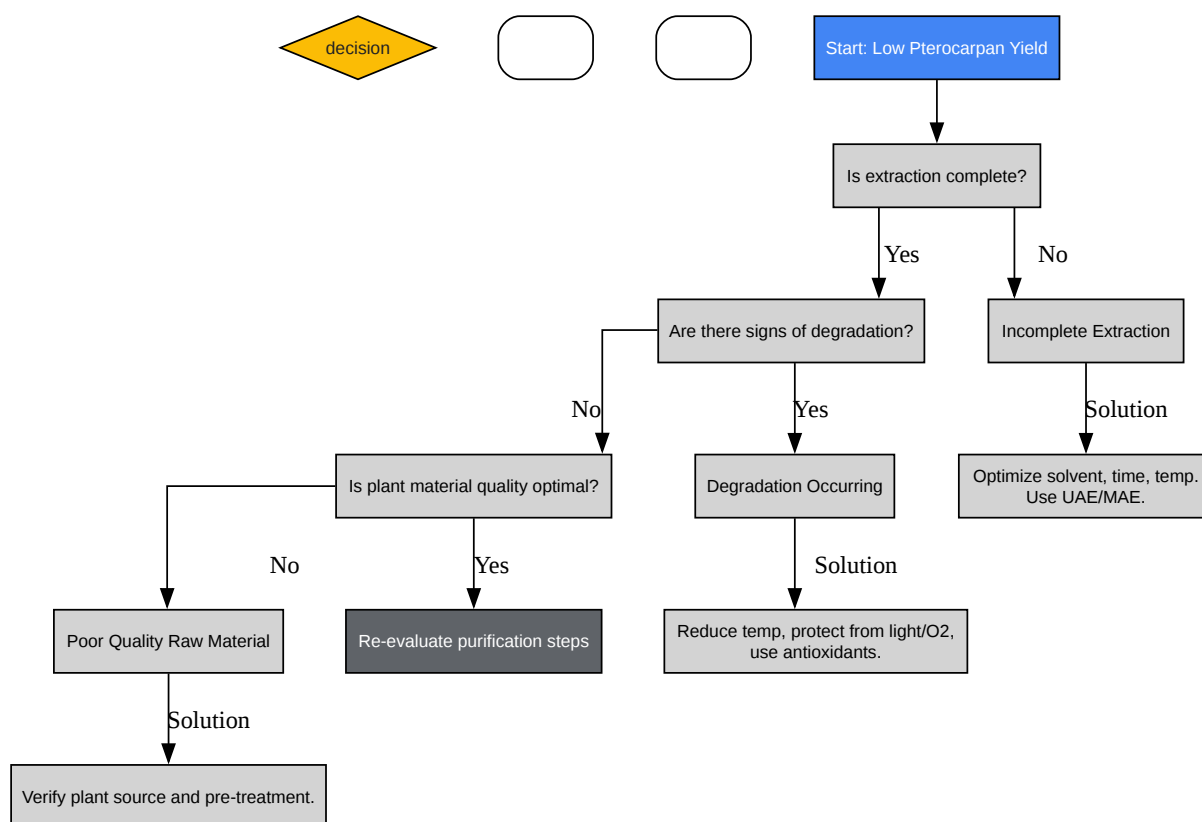 decision
Start: Low Pterocarpan Yield
Is extraction complete?
Yes
No
Are there signs of degradation?
Incomplete Extraction
No
Yes
Solution
Is plant material quality optimal?
Degradation Occurring
Optimize solvent, time, temp.
Use UAE/MAE.
No
Yes
Solution
Poor Quality Raw Material
Re-evaluate purification steps
Reduce temp, protect from light/O2,
use antioxidants.
Solution
Verify plant source and pre-treatment.